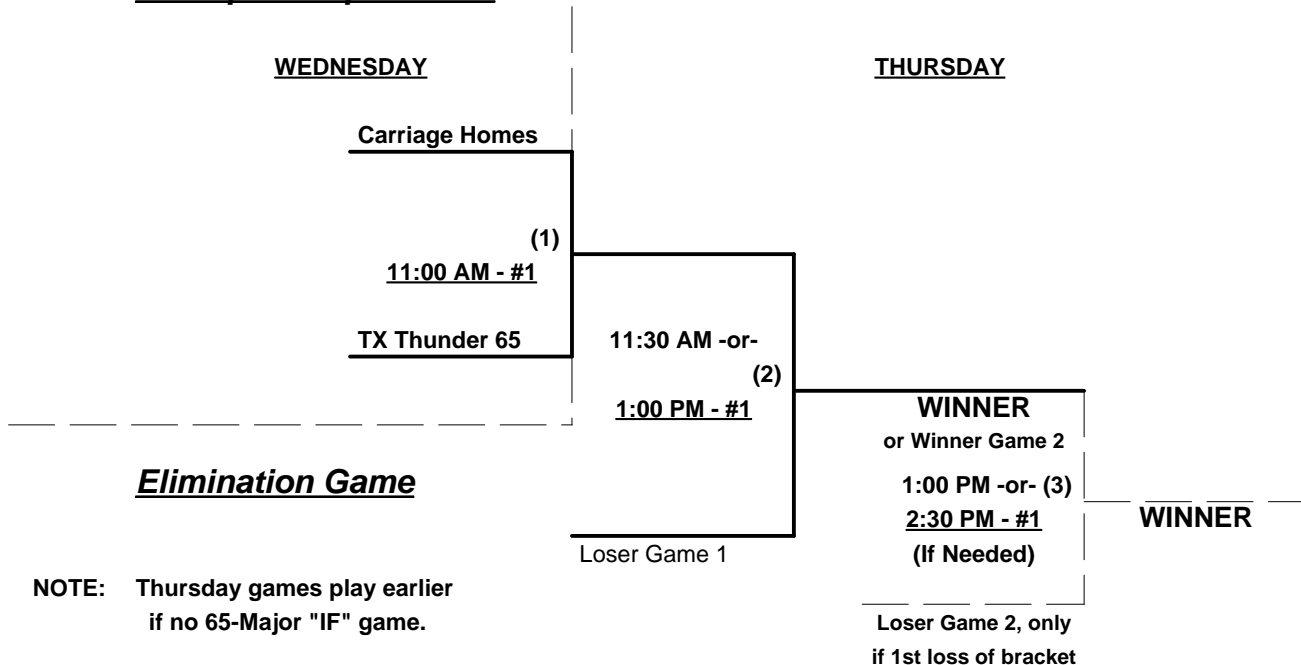 WEDNESDAY
THURSDAY
Carriage Homes
(1)
11:00 AM - #1
TX Thunder 65
11:30 AM -or-
(2)
1:00 PM - #1
WINNER
or Winner Game 2
Elimination Game
1:00 PM -or- (3)
2:30 PM - #1
WINNER
(If Needed)
Loser Game 1
NOTE: Thursday games play earlier
if no 65-Major "IF" game.
Loser Game 2, only
if 1st loss of bracket